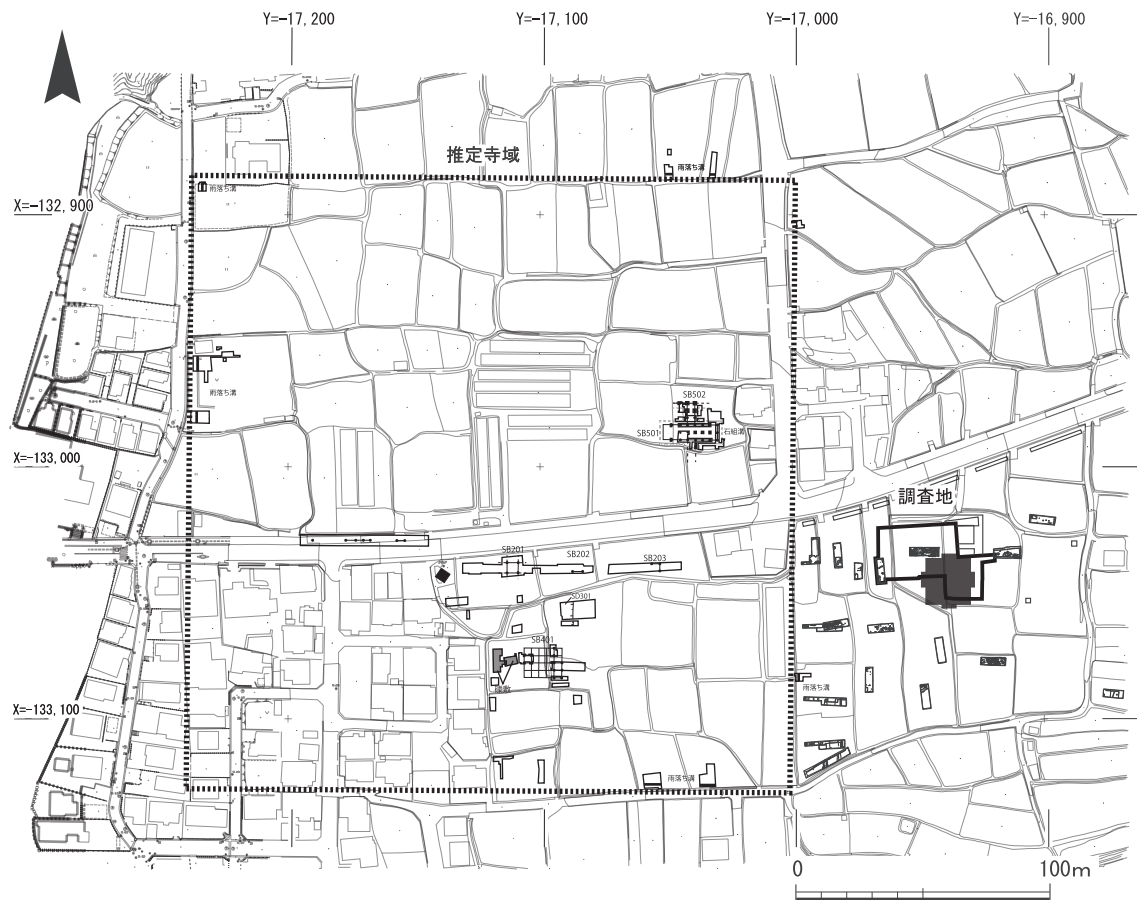 Y=-17,200
Y=-17,100
Y=-17,000
Y=-16,900
推定寺域
雨落ち溝
雨落ち溝
X=-132,900
雨落ち溝
SB502
SB501
石組溝
X=-133,000
調査地
SB201
SB202
SB203
SD301
SB401
雨落ち溝
X=-133,100
雨落ち溝
0
100m